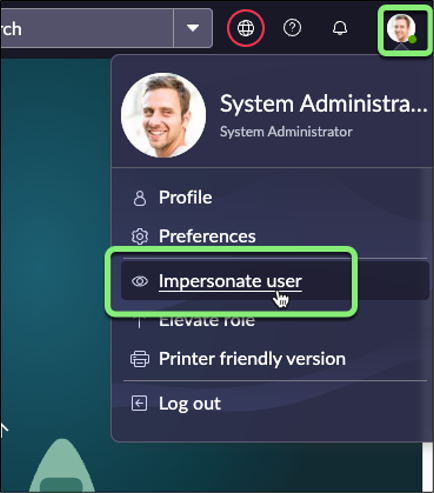 rch
System Administra...
System Administrator
Profile
Preferences
Impersonate user
Elevate role
Printer friendly version
Log out